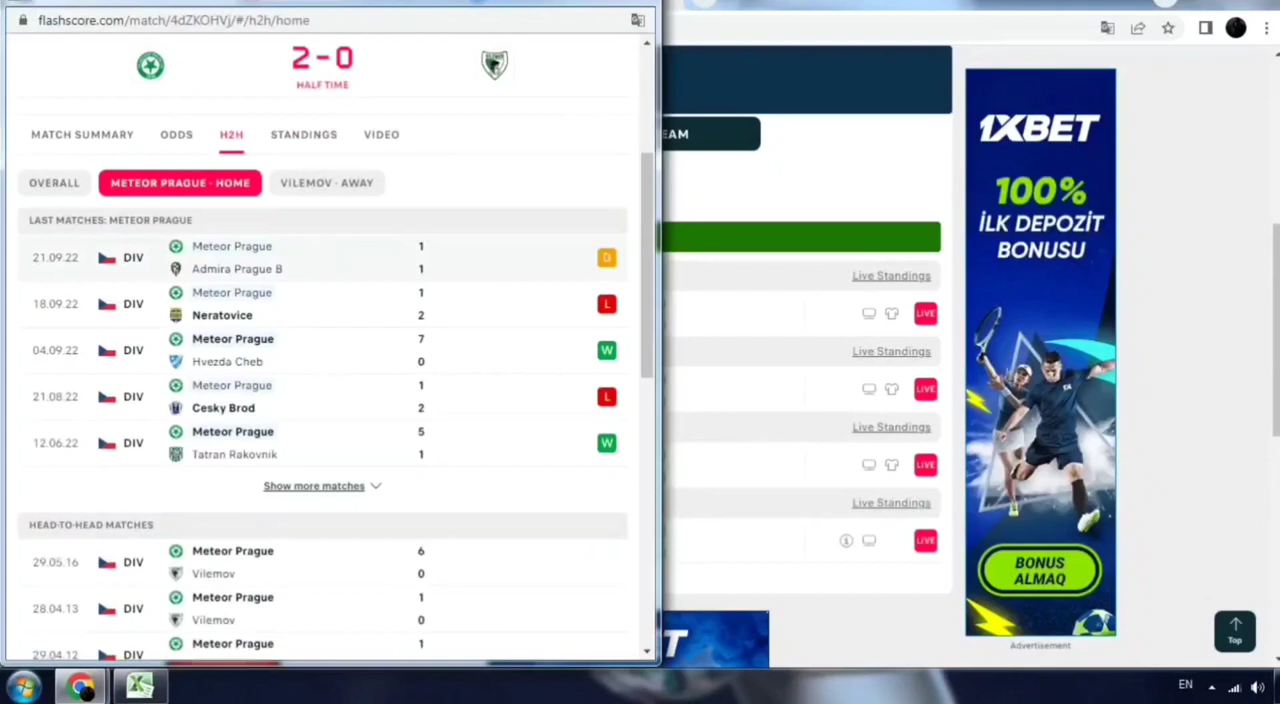 flashscore.com/match/4dZKOHVj/#/h2h/home
2-0
HALF TIME
MATCH SUMMARY ODDS H2H STANDINGS VIDEO
OVERALL METEOR PRAGUE - HOME VILEMOV - AWAY
LAST MATCHES: METEOR PRAGUE
21.09.22 DIV Meteor Prague 1
Admira Prague B 1 D
18.09.22 DIV Meteor Prague 1
Neratovice 2 L
04.09.22 DIV Meteor Prague 7
Hvezda Cheb 0 W
21.08.22 DIV Meteor Prague 1
Cesky Brod 2 L
12.06.22 DIV Meteor Prague 5
Tatran Rakovnik 1 W
Show more matches
HEAD-TO-HEAD MATCHES
29.05.16 DIV Meteor Prague 6
Vilemov 0
28.04.13 DIV Meteor Prague 1
Vilemov 0
29.04.12 DIV Meteor Prague 1
EAM
Live Standings
LIVE
Live Standings
LIVE
Live Standings
LIVE
Live Standings
LIVE
1XBET
100%
İLK DEPOZİT
BONUSU
BONUS
ALMAQ
Advertisement
Top
EN